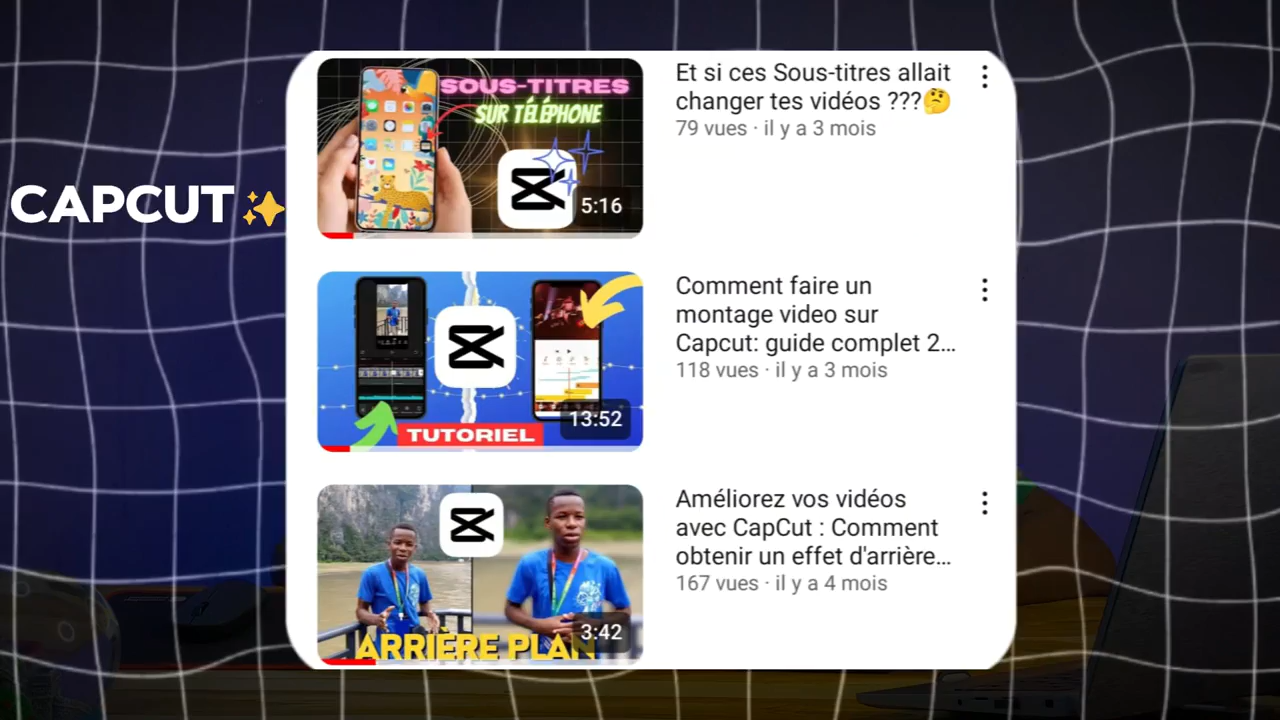 CAPCUT✨
SOUS-TITRES
SUR TÉLÉPHONE
5:16
Et si ces Sous-titres allait
changer tes vidéos ???🤔
79 vues · il y a 3 mois
TUTORIEL
13:52
Comment faire un
montage video sur
Capcut: guide complet 2...
118 vues · il y a 3 mois
ARRIÈRE PLAN
3:42
Améliorez vos vidéos
avec CapCut : Comment
obtenir un effet d'arrière...
167 vues · il y a 4 mois